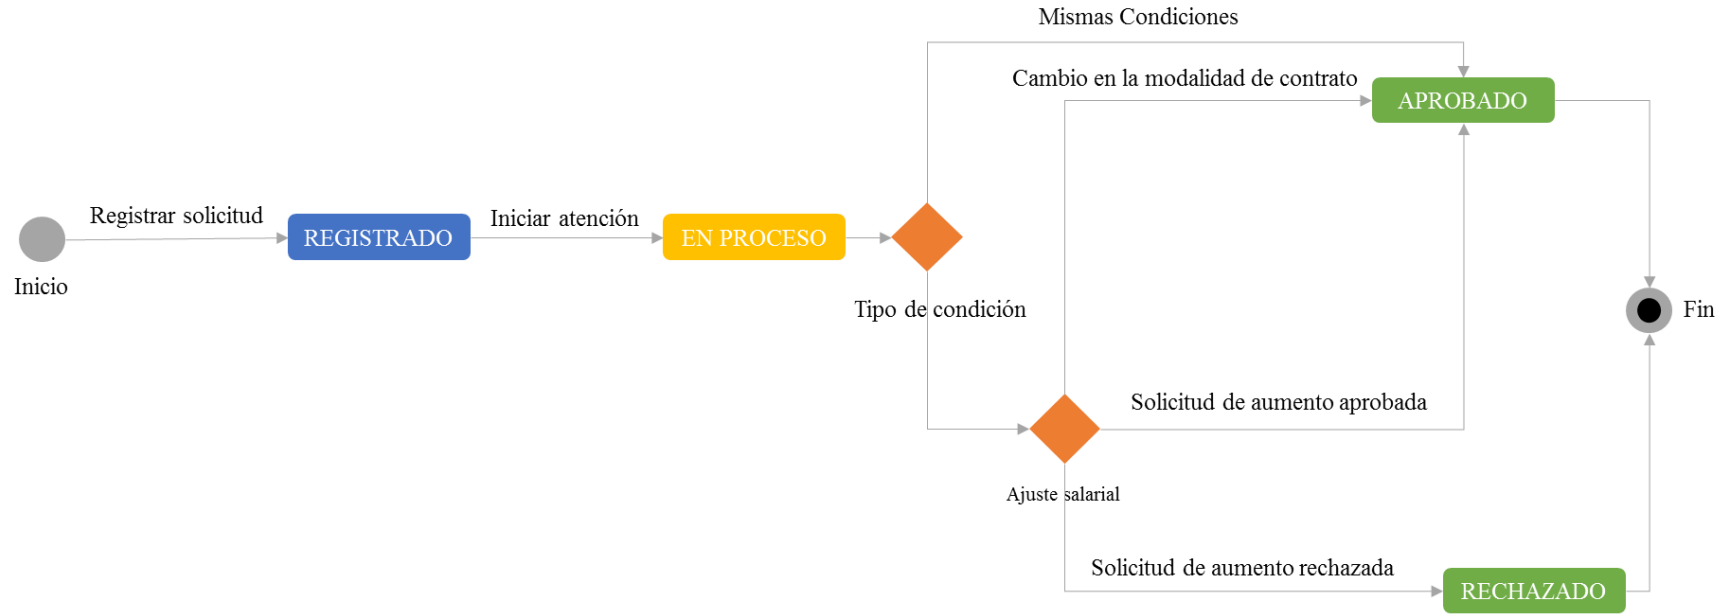 Mismas Condiciones
Cambio en la modalidad de contrato
APROBADO
Registrar solicitud
Iniciar atención
REGISTRADO
EN PROCESO
Inicio
Tipo de condición
Fin
Solicitud de aumento aprobada
Ajuste salarial
Solicitud de aumento rechazada
RECHAZADO